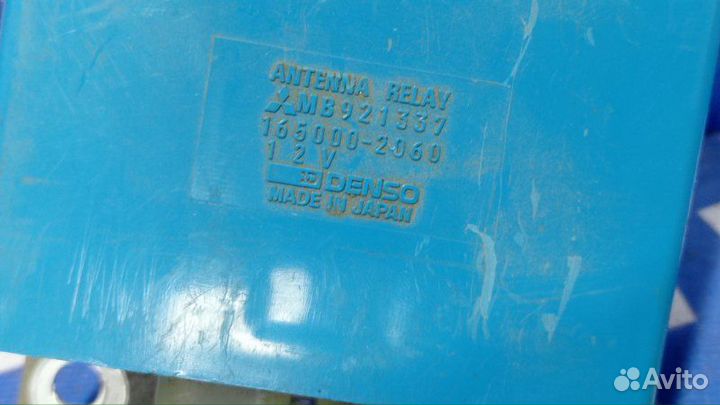 ANTENNA RELAY
MB921337
165000-2060
12V
DENSO
MADE IN JAPAN
Avito